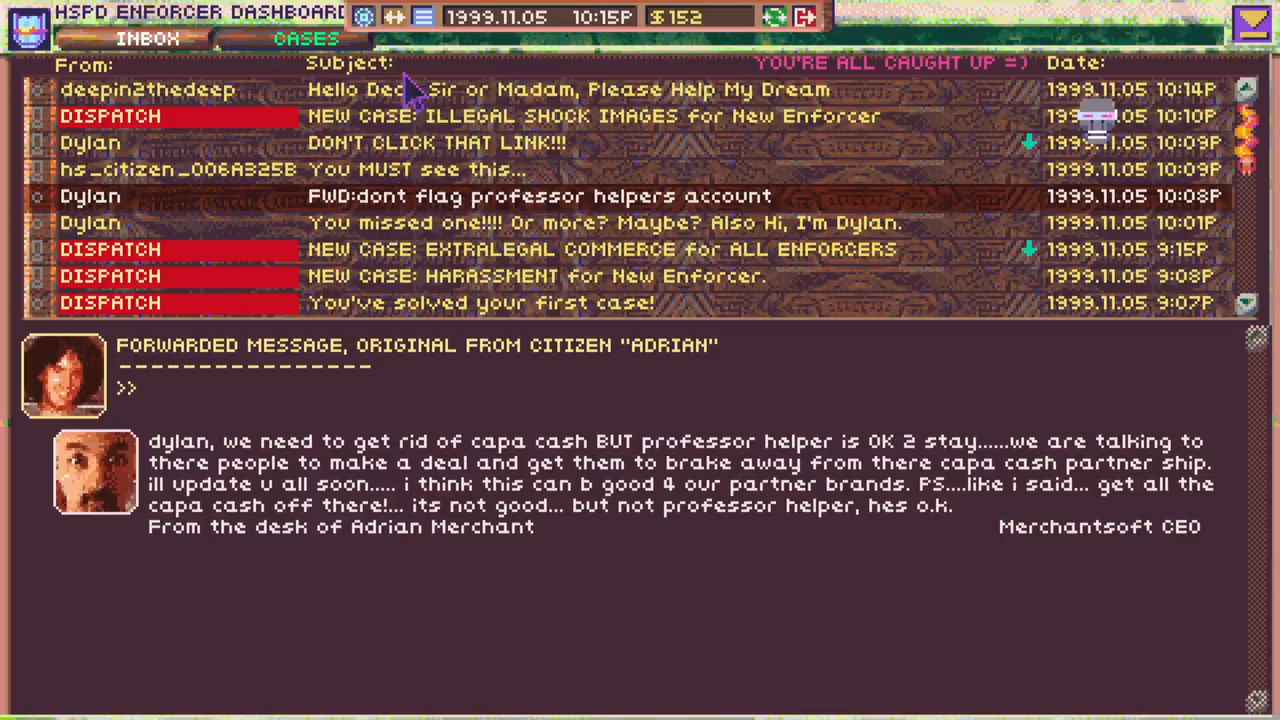 HSPD ENFORCER DASHBOARD
1999.11.05 10:15P 152
INBOX CASES
From: Subject: YOU'RE ALL CAUGHT UP =) Date:
deepin2thedeep Hello Sir or Madam, Please Help My Dream 1999.11.05 10:14P
DISPATCH NEW CASE: ILLEGAL SHOCK IMAGES for New Enforcer .05 10:10P
Dylan DON'T CLICK THAT LINK!!! .05 10:09P
hs_citizen_006A325B You MUST see this... 1999.11.05 10:09P
Dylan FWD:dont flag professor helpers account 1999.11.05 10:08P
Dylan You missed one!!!! Or more? Maybe? Also Hi, I'm Dylan. 1999.11.05 10:01P
DISPATCH NEW CASE: EXTRALEGAL COMMERCE for ALL ENFORCERS 1999.11.05 9:15P
DISPATCH NEW CASE: HARASSMENT for New Enforcer. 1999.11.05 9:08P
DISPATCH You've solved your first case! 1999.11.05 9:07P
FORWARDED MESSAGE, ORIGINAL FROM CITIZEN "ADRIAN"
-----------------
>>
dylan, we need to get rid of capa cash BUT professor helper is OK 2 stay......we are talking to
there people to make a deal and get them to brake away from there capa cash partner ship.
ill update u all soon..... i think this can b good 4 our partner brands. PS....like i said... get all the
capa cash off there!... its not good... but not professor helper, hes o.k.
From the desk of Adrian Merchant Merchantsoft CEO